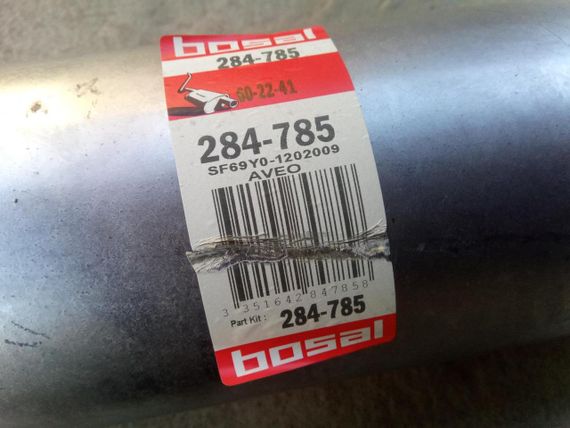 bosal
284-785
60-22-41
284-785
SF69Y0-1202009
AVEO
3 351642 847858
Part Kit : 284-785
bosal